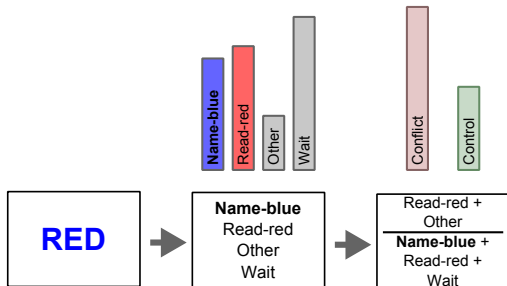 Name-blue
Read-red
Other
Wait
Conflict
Control
RED
Name-blue
Read-red
Other
Wait
Read-red +
Other
Name-blue +
Read-red +
Wait